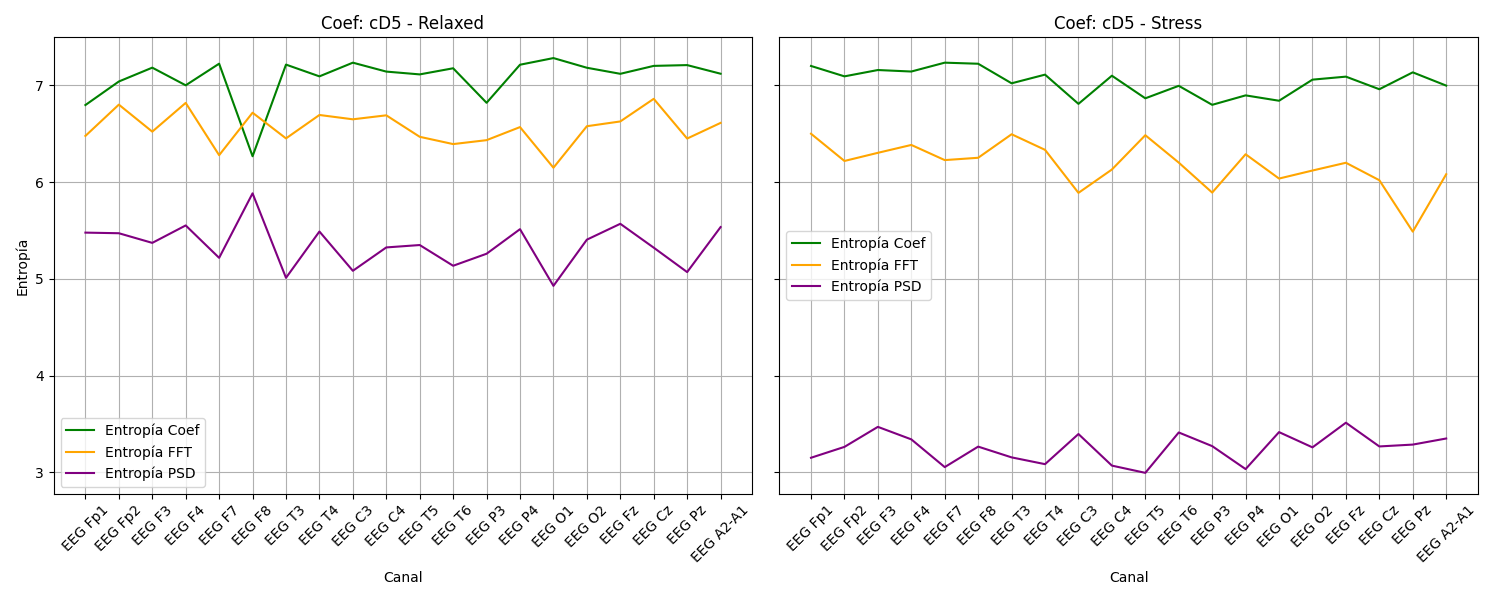 Coef: cD5 - Relaxed
Entropía
7
6
5
4
3
Entropía Coef
Entropía FFT
Entropía PSD
EEG Fp1
EEG Fp2
EEG F3
EEG F4
EEG F7
EEG F8
EEG T3
EEG T4
EEG C3
EEG C4
EEG T5
EEG T6
EEG P3
EEG P4
EEG O1
EEG O2
EEG Fz
EEG Cz
EEG Pz
EEG A2-A1
Canal
Coef: cD5 - Stress
Entropía Coef
Entropía FFT
Entropía PSD
EEG Fp1
EEG Fp2
EEG F3
EEG F4
EEG F7
EEG F8
EEG T3
EEG T4
EEG C3
EEG C4
EEG T5
EEG T6
EEG P3
EEG P4
EEG O1
EEG O2
EEG Fz
EEG Cz
EEG Pz
EEG A2-A1
Canal